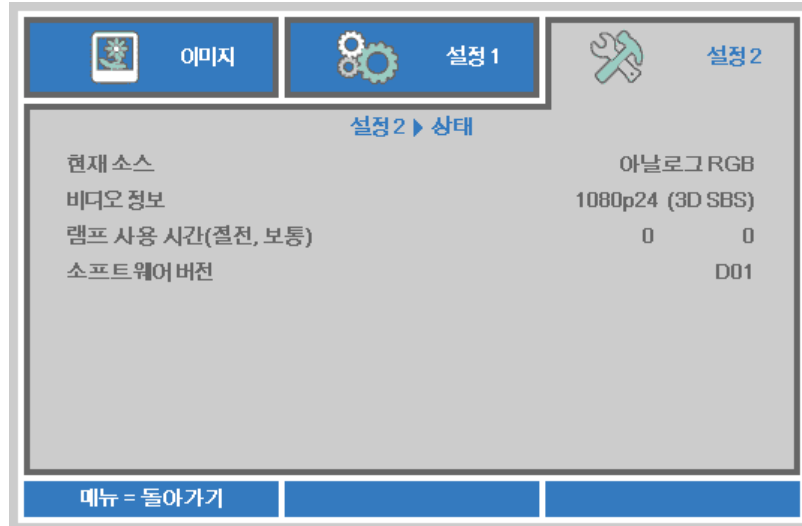 이미지 설정 1 설정 2
설정 2 ▶ 상태
현재 소스 아날로그 RGB
비디오 정보 1080p24 (3D SBS)
램프 사용 시간(절전, 보통) 0 0
소프트웨어 버전 D01
메뉴 = 돌아가기